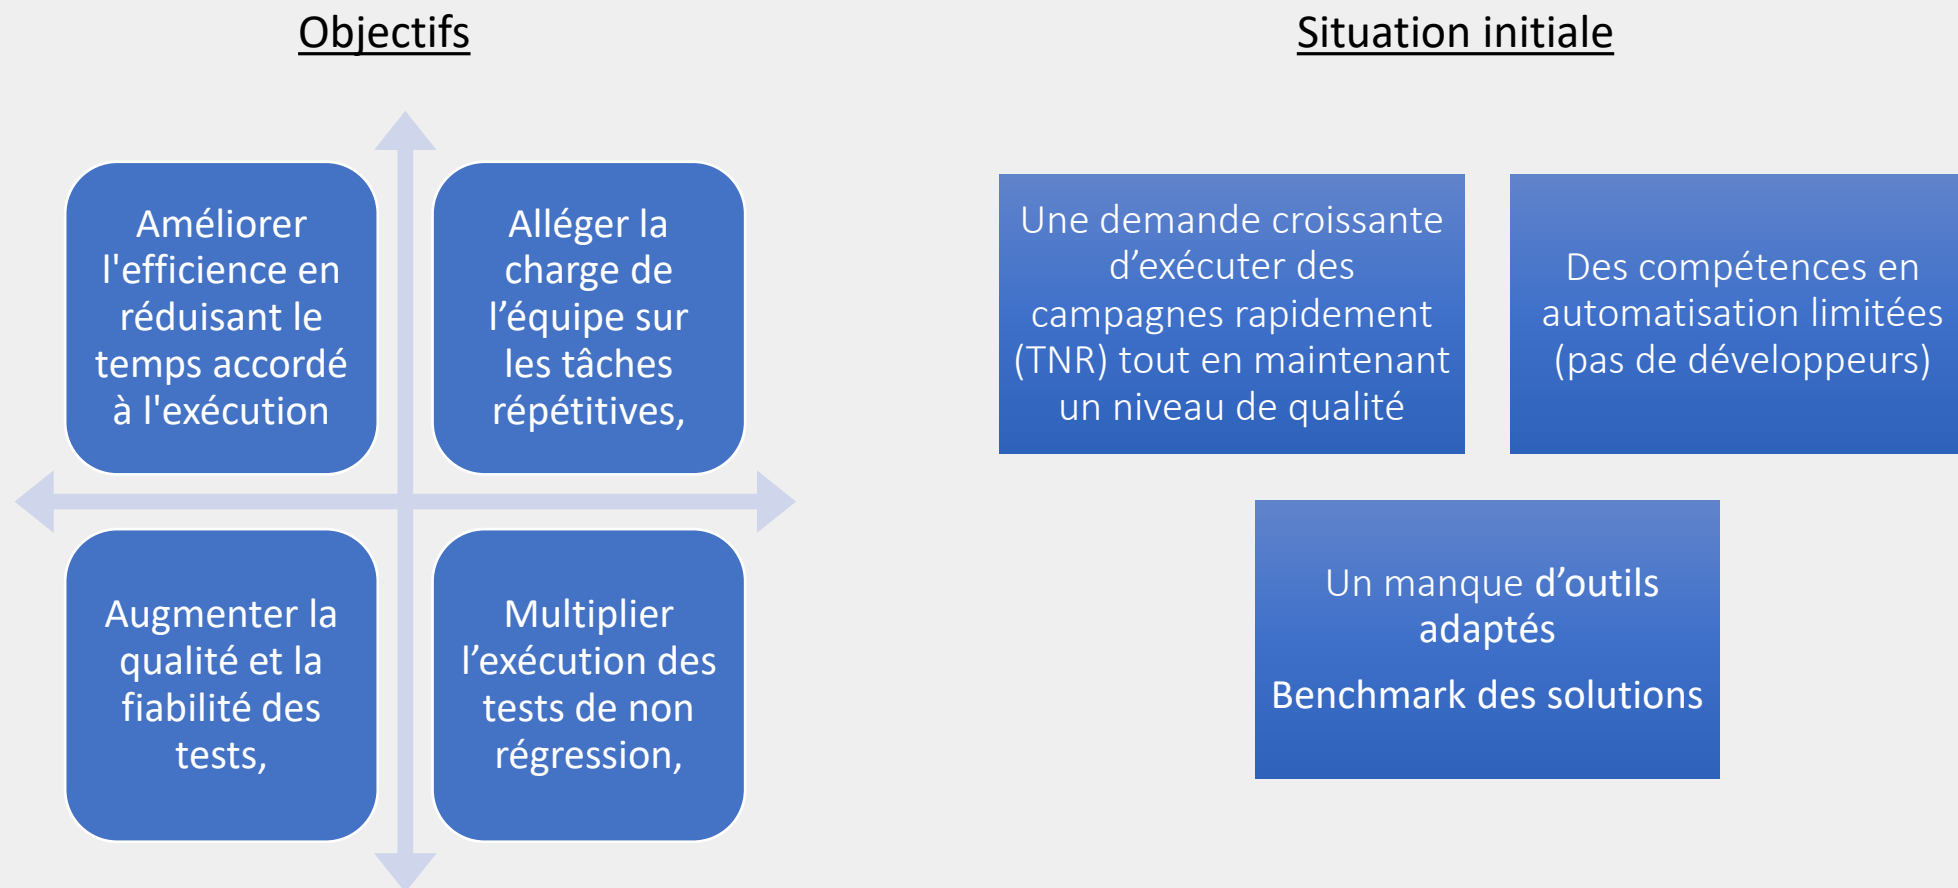 Objectifs
Améliorer
l'efficience en
réduisant le
temps accordé
à l'exécution
Alléger la
charge de
l’équipe sur
les tâches
répétitives,
Augmenter la
qualité et la
fiabilité des
tests,
Multiplier
l’exécution des
tests de non
régression,
Situation initiale
Une demande croissante
d’exécuter des
campagnes rapidement
(TNR) tout en maintenant
un niveau de qualité
Des compétences en
automatisation limitées
(pas de développeurs)
Un manque d’outils
adaptés
Benchmark des solutions